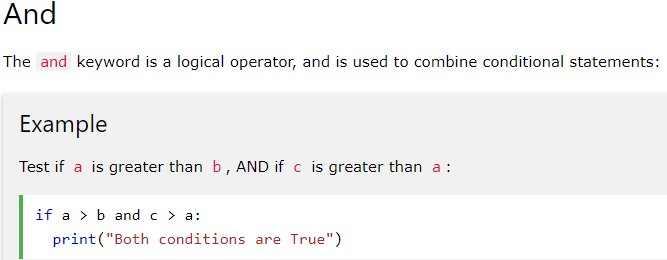 And
The and keyword is a logical operator, and is used to combine conditional statements:
Example
Test if a is greater than b , AND if c is greater than a :
if a > b and c > a:
  print("Both conditions are True")